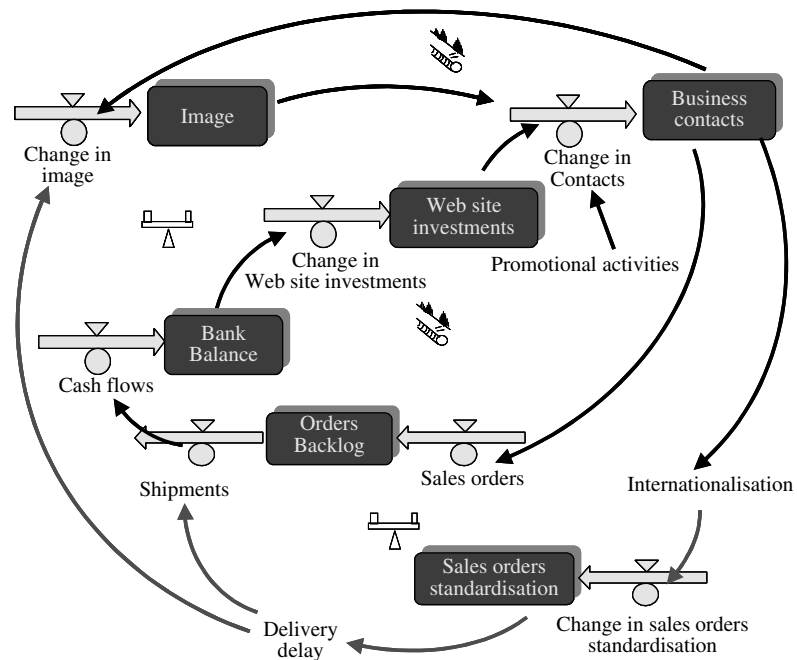 Business
contacts
Image
Change in
image
Change in
Contacts
Web site
investments
Change in
Web site investments
Promotional activities
Bank
Balance
Cash flows
Orders
Backlog
Sales orders
Shipments
Internationalisation
Sales orders
standardisation
Change in sales orders
standardisation
Delivery
delay